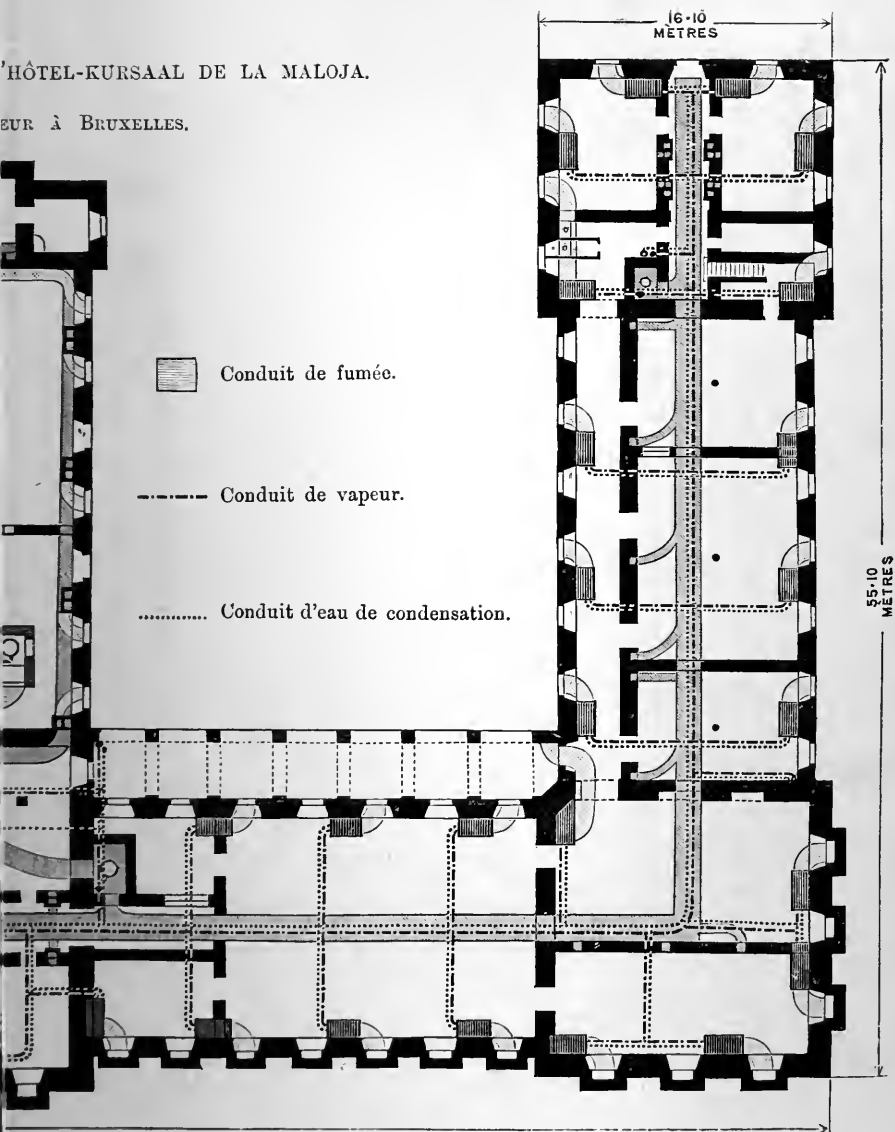 'HÔTEL-KURSAAL DE LA MALOJA.
EUR À BRUXELLES.
16·10
MÈTRES
Conduit de fumée.
Conduit de vapeur.
Conduit d'eau de condensation.
55·10
MÈTRES